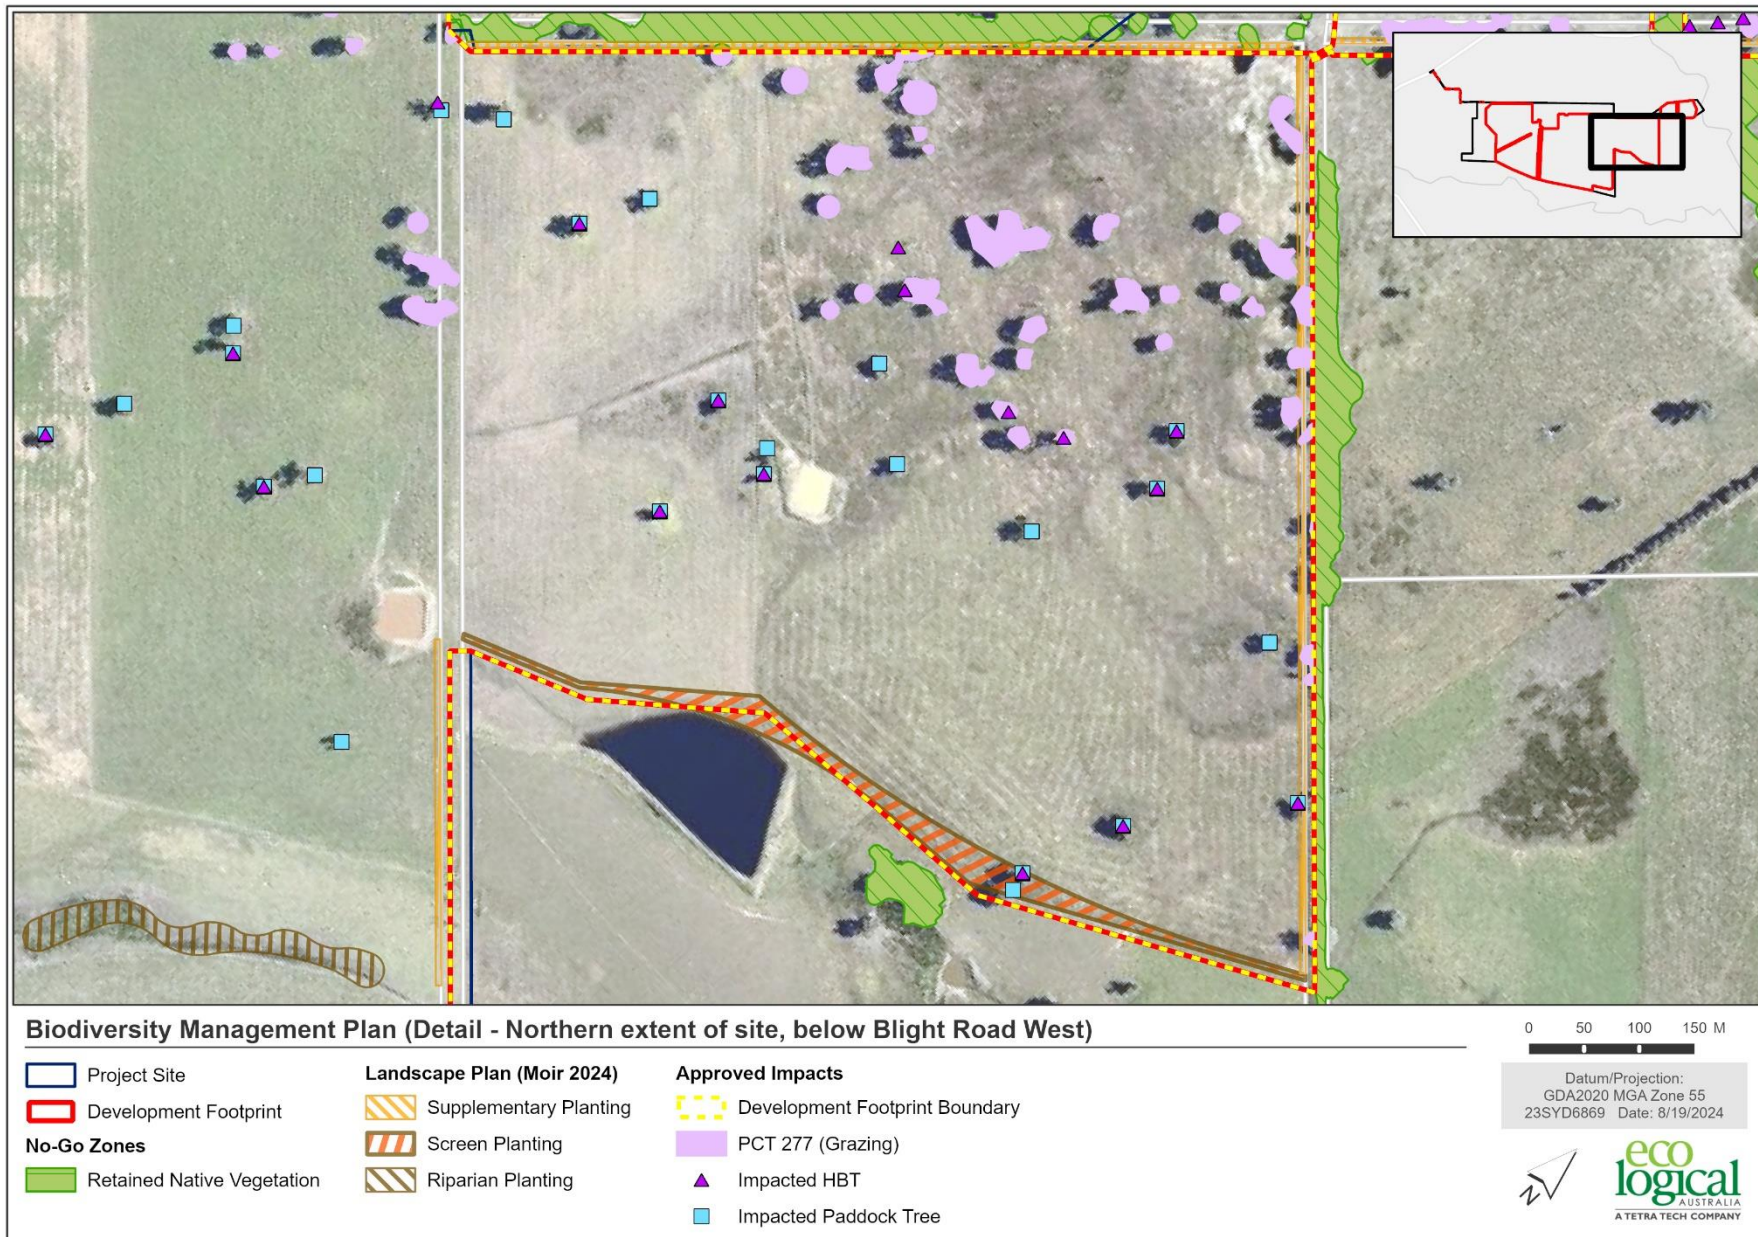 Biodiversity Management Plan (Detail - Northern extent of site, below Blight Road West)
Project Site
Development Footprint
No-Go Zones
Retained Native Vegetation
Landscape Plan (Moir 2024)
Supplementary Planting
Screen Planting
Riparian Planting
Approved Impacts
Development Footprint Boundary
PCT 277 (Grazing)
Impacted HBT
Impacted Paddock Tree
0 50 100 150 M
Datum/Projection:
GDA2020 MGA Zone 55
23SYD6869 Date: 8/19/2024
N
eco
logical
AUSTRALIA
A TETRA TECH COMPANY